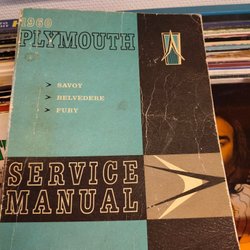 1960
PLYMOUTH
SAVOY
BELVEDERE
FURY
SERVICE
MANUAL